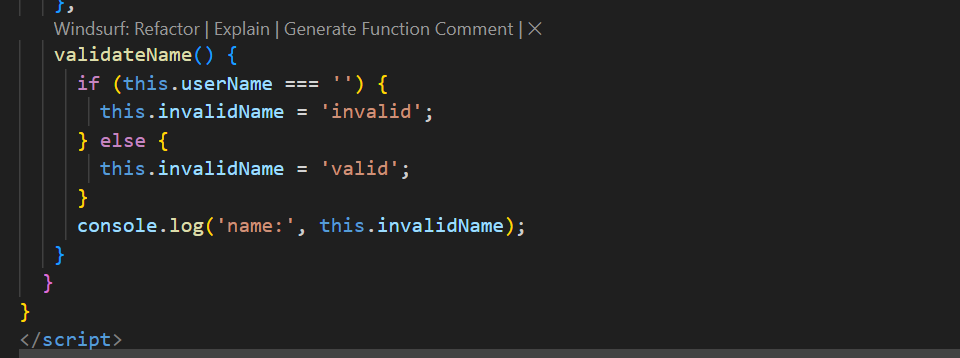 },
Windsurf: Refactor | Explain | Generate Function Comment | ×
validateName() {
if (this.userName === '') {
this.invalidName = 'invalid';
} else {
this.invalidName = 'valid';
}
console.log('name:', this.invalidName);
}
}
}
</script>